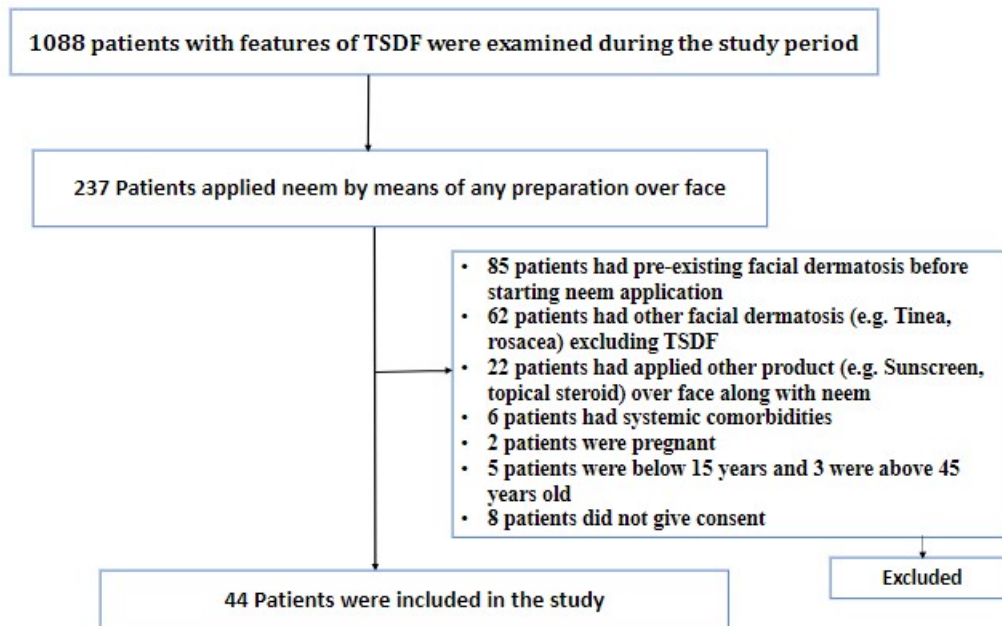 1088 patients with features of TSDF were examined during the study period
237 Patients applied neem by means of any preparation over face
• 85 patients had pre-existing facial dermatosis before
starting neem application
• 62 patients had other facial dermatosis (e.g. Tinea,
rosacea) excluding TSDF
• 22 patients had applied other product (e.g. Sunscreen,
topical steroid) over face along with neem
• 6 patients had systemic comorbidities
• 2 patients were pregnant
• 5 patients were below 15 years and 3 were above 45
years old
• 8 patients did not give consent
Excluded
44 Patients were included in the study